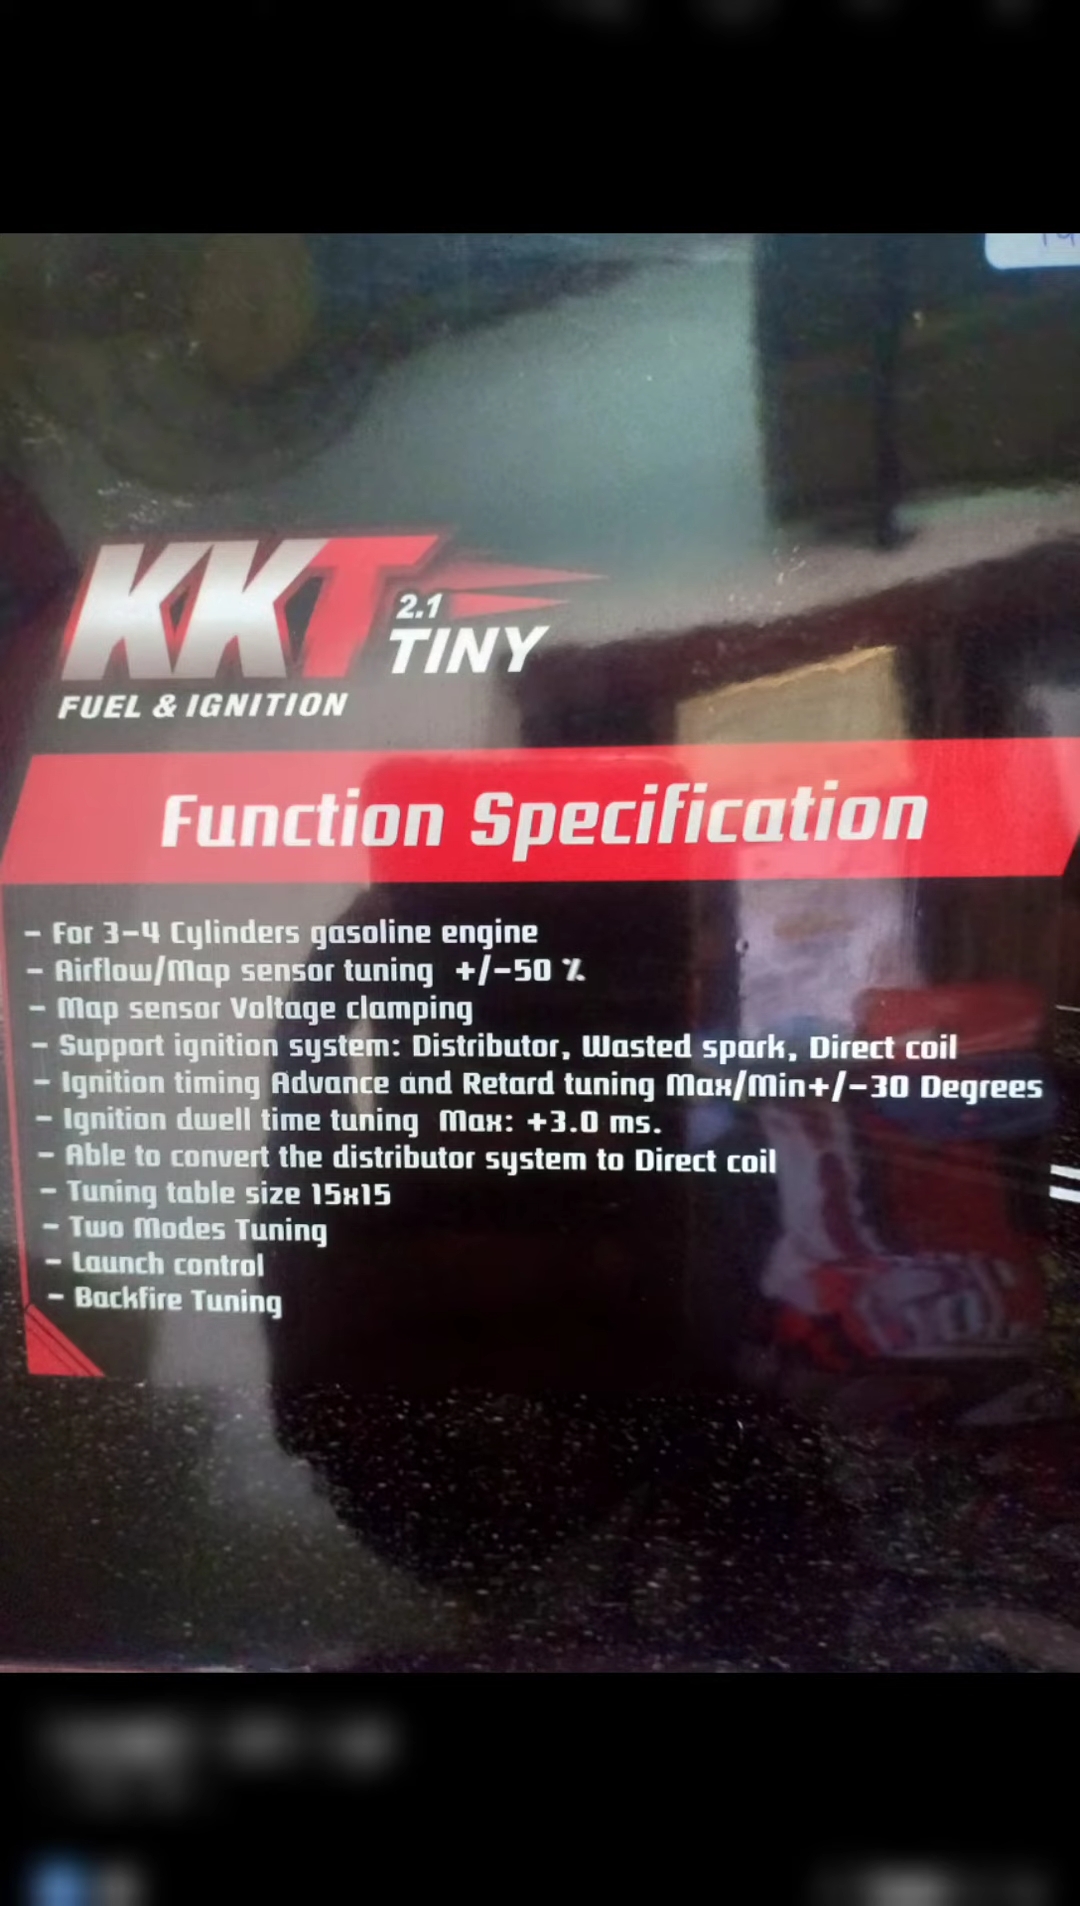 KKT
2.1
TINY
FUEL & IGNITION
Function Specification
- For 3-4 Cylinders gasoline engine
- Airflow/Map sensor tuning +/-50 %
- Map sensor Voltage clamping
- Support ignition system: Distributor, Wasted spark, Direct coil
- Ignition timing Advance and Retard tuning Max/Min+/-30 Degrees
- Ignition dwell time tuning Max: +3.0 ms.
- Able to convert the distributor system to Direct coil
- Tuning table size 15x15
- Two Modes Tuning
- Launch control
- Backfire Tuning